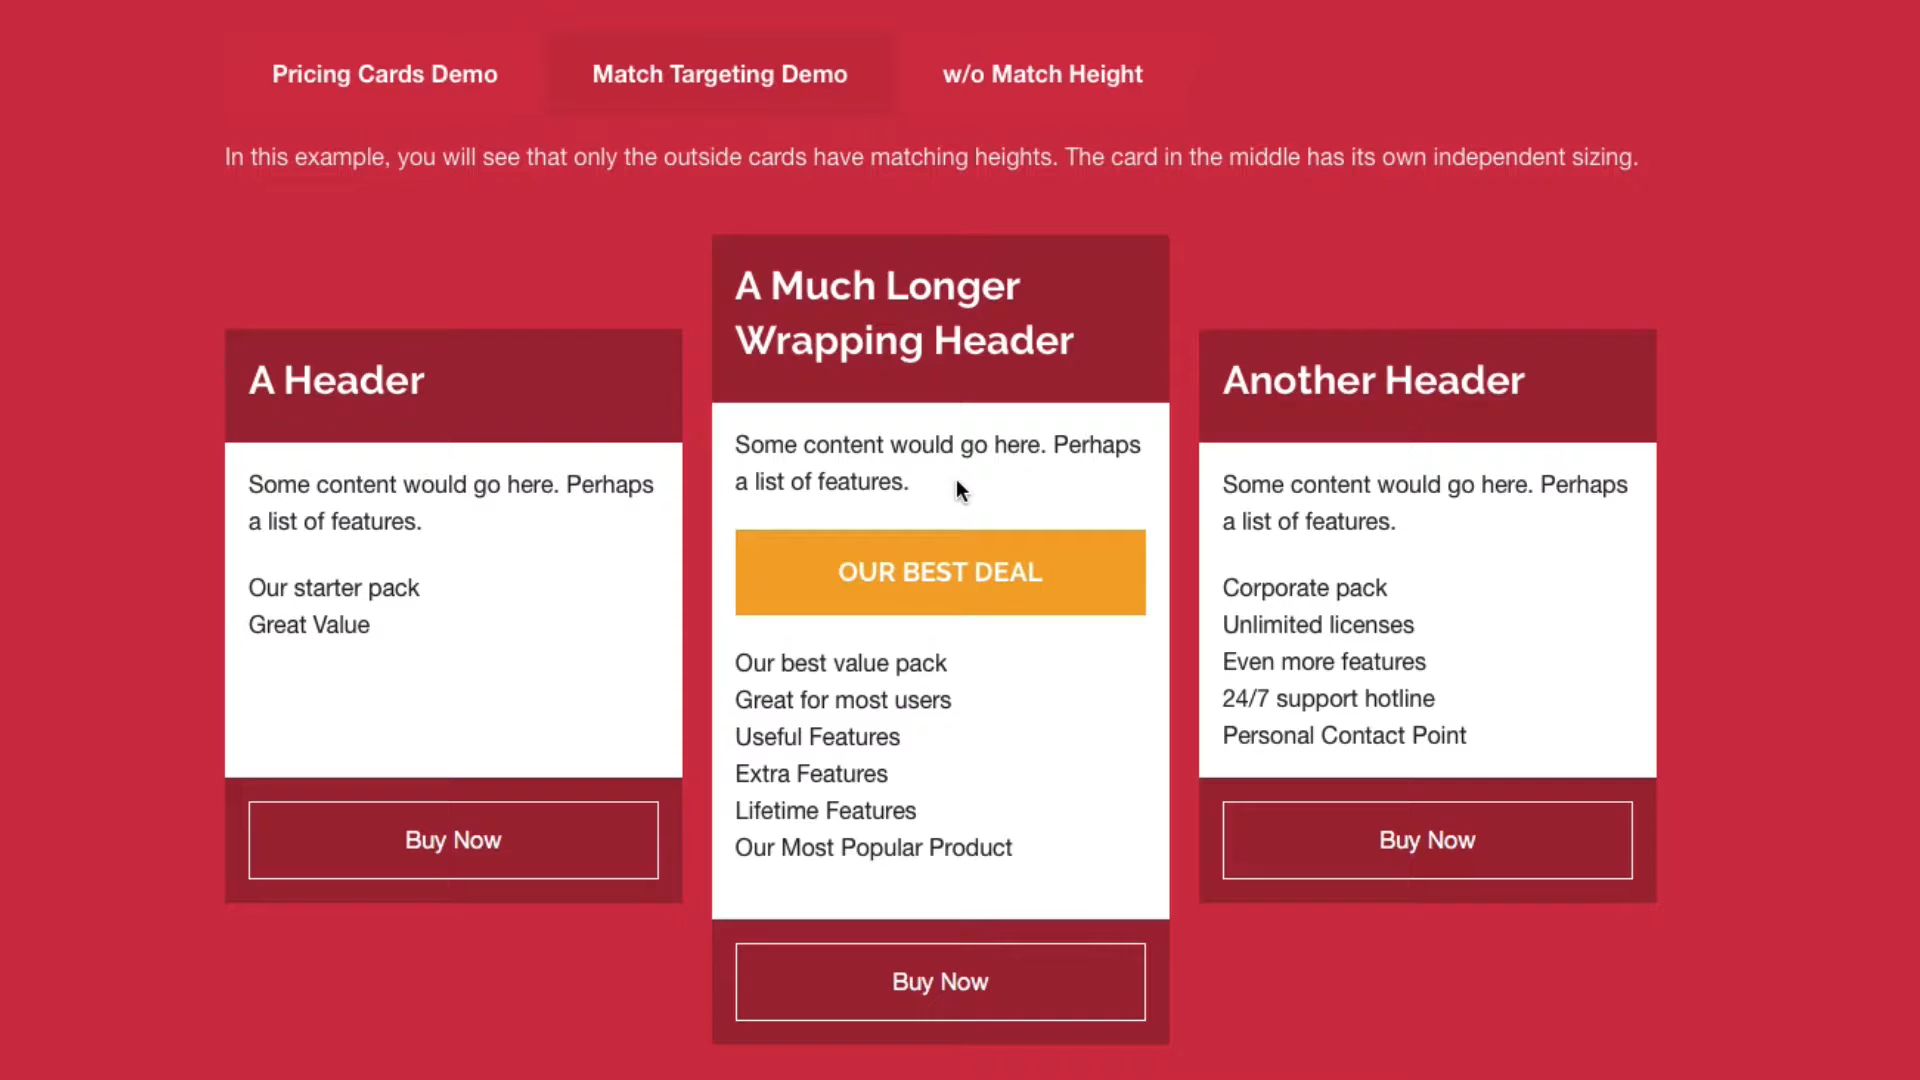 Pricing Cards Demo
Match Targeting Demo
w/o Match Height
In this example, you will see that only the outside cards have matching heights. The card in the middle has its own independent sizing.
A Header
Some content would go here. Perhaps
a list of features.
Our starter pack
Great Value
Buy Now
A Much Longer
Wrapping Header
Some content would go here. Perhaps
a list of features.
OUR BEST DEAL
Our best value pack
Great for most users
Useful Features
Extra Features
Lifetime Features
Our Most Popular Product
Buy Now
Another Header
Some content would go here. Perhaps
a list of features.
Corporate pack
Unlimited licenses
Even more features
24/7 support hotline
Personal Contact Point
Buy Now